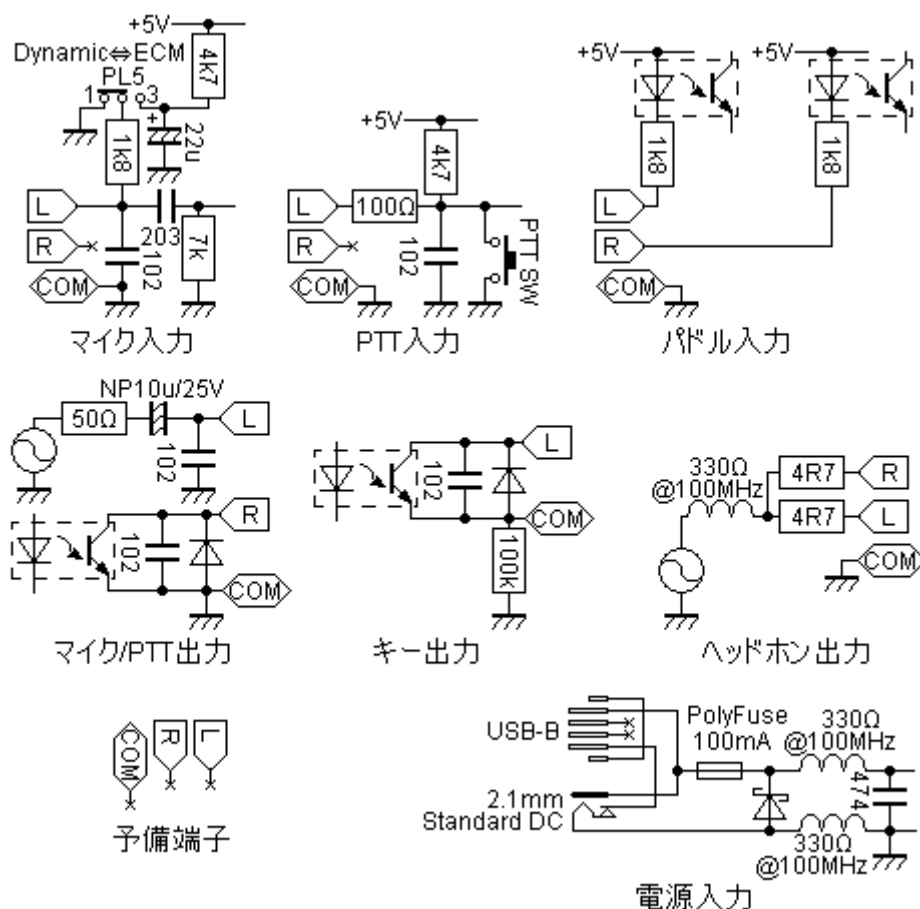 +5V
Dynamic⇔ECM
4k7
PL5
1
3
+
22u
1k8
L
203
R
102
7k
COM
マイク入力
+5V
4k7
L
100Ω
R
102
PTT SW
COM
PTT入力
+5V
+5V
1k8
1k8
L
R
COM
パドル入力
NP10u/25V
50Ω
L
102
R
102
COM
マイク/PTT出力
L
102
COM
100k
キー出力
330Ω
@100MHz
4R7
R
4R7
L
COM
ヘッドホン出力
COM
R
L
予備端子
USB-B
PolyFuse
100mA
330Ω
@100MHz
474
2.1mm
Standard DC
330Ω
@100MHz
電源入力